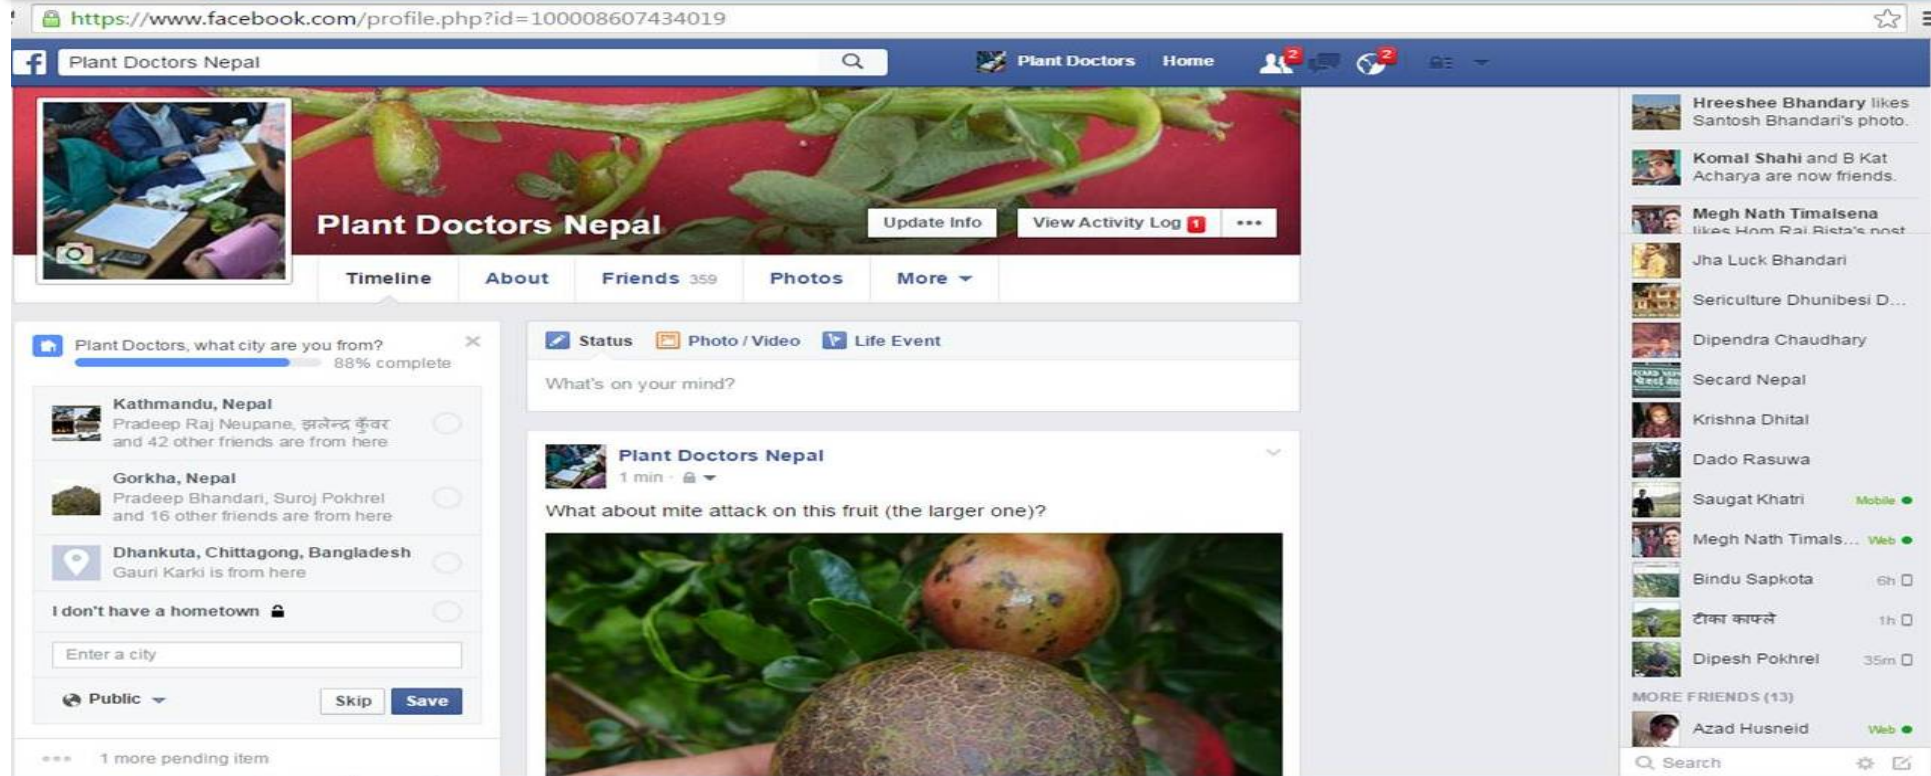 https://www.facebook.com/profile.php?id=100008607434019
Plant Doctors Nepal
Plant Doctors Home 2 2
Plant Doctors Nepal
Update Info View Activity Log 1
Timeline About Friends 359 Photos More
Plant Doctors, what city are you from?
88% complete
Kathmandu, Nepal
Pradeep Raj Neupane, झलेन्द्र कुँवर
and 42 other friends are from here
Gorkha, Nepal
Pradeep Bhandari, Suroj Pokhrel
and 16 other friends are from here
Dhankuta, Chittagong, Bangladesh
Gauri Karki is from here
I don't have a hometown
Enter a city
Public Skip Save
1 more pending item
Status Photo / Video Life Event
What's on your mind?
Plant Doctors Nepal
1 min
What about mite attack on this fruit (the larger one)?
Hreeshee Bhandary likes
Santosh Bhandari's photo.
Komal Shahi and B Kat
Acharya are now friends.
Megh Nath Timalsena
likes Hom Raj Bista's post
Jha Luck Bhandari
Sericulture Dhunibesi D...
Dipendra Chaudhary
Secard Nepal
Krishna Dhital
Dado Rasuwa
Saugat Khatri Mobile
Megh Nath Timals... Web
Bindu Sapkota 6h
टीका काफ्ले 1h
Dipesh Pokhrel 35m
MORE FRIENDS (13)
Azad Husneid Web
Search